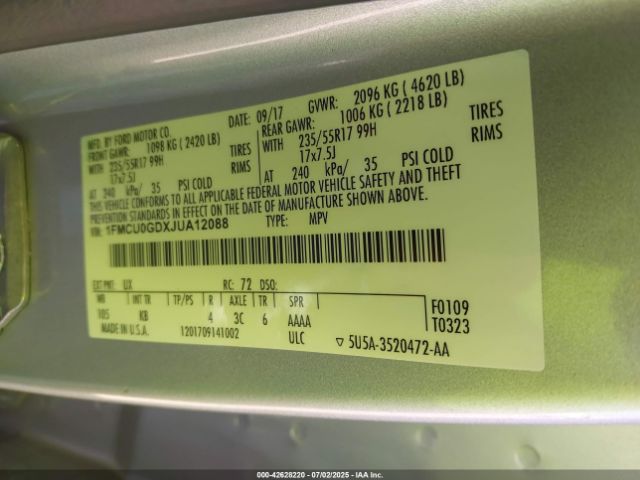 MFD. BY FORD MOTOR CO.
DATE: 09/17 GVWR: 2096 KG ( 4620 LB)
FRONT GAWR: 1098 KG ( 2420 LB)
REAR GAWR: 1006 KG ( 2218 LB)
WITH 235/55R17 99H TIRES
WITH 235/55R17 99H TIRES
17x7.5J RIMS
17x7.5J RIMS
AT 240 kPa/ 35 PSI COLD
AT 240 kPa/ 35 PSI COLD
THIS VEHICLE CONFORMS TO ALL APPLICABLE FEDERAL MOTOR VEHICLE SAFETY AND THEFT
PREVENTION STANDARDS IN EFFECT ON THE DATE OF MANUFACTURE SHOWN ABOVE.
VIN: 1FMCU0GDXJUA12088 TYPE: MPV
EXT PNT: UX RC: 72 DSO:
WB INT TR TP/PS R AXLE TR SPR
105 KB 4 3C 6 AAAA
F0109
T0323
MADE IN U.S.A. 1201709141002 ULC ▽ 5U5A-3520472-AA
000-42628220 - 07/02/2025 - IAA Inc.